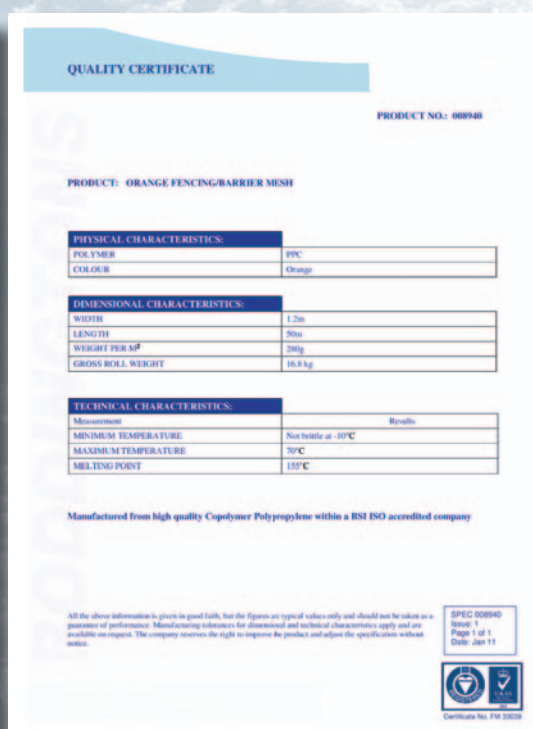 QUALITY CERTIFICATE
PRODUCT NO.: 008940
PRODUCT: ORANGE FENCING/BARRIER MESH
PHYSICAL CHARACTERISTICS:
POLYMER PPC
COLOUR Orange
DIMENSIONAL CHARACTERISTICS:
WIDTH 1.2m
LENGTH 50m
WEIGHT PER M² 280g
GROSS ROLL WEIGHT 16.8 kg
TECHNICAL CHARACTERISTICS:
Measurement Results
MINIMUM TEMPERATURE Not brittle at -10°C
MAXIMUM TEMPERATURE 70°C
MELTING POINT 155°C
Manufactured from high quality Copolymer Polypropylene within a BSI ISO accredited company
All the above information is given in good faith, but the figures are typical values only and should not be taken as a
guarantee of performance. Manufacturing tolerances for dimensional and technical characteristics apply and are
available on request. The company reserves the right to improve the product and adjust the specification without
notice.
SPEC 008940
Issue: 1
Page 1 of 1
Date: Jan 11
REGISTERED
UKAS
Certificate No. FM 33039